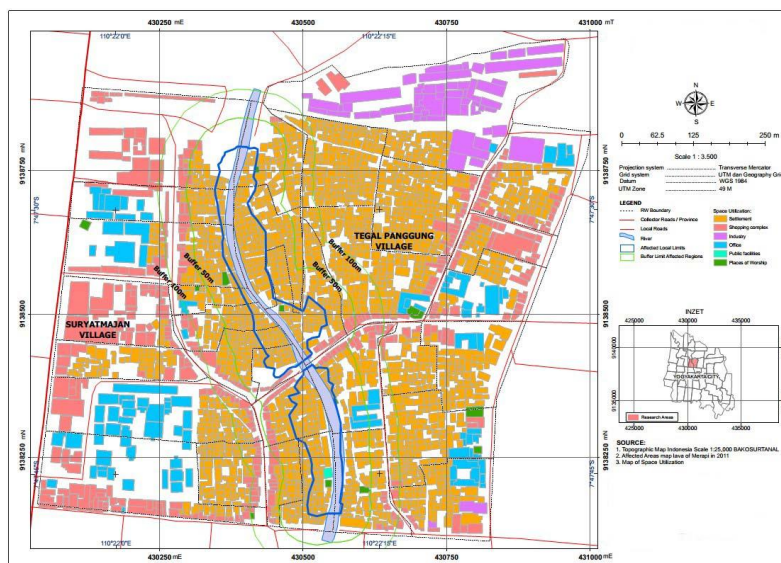 430250 mE
430500
430750
431000 mT
110°22'0"E
110°22'15"E
9138750 mN
9138500
9138250 mN
7°47'30"S
7°47'45"S
TEGAL PANGGUNG
VILLAGE
SURYATMAJAN
VILLAGE
Buffer 100m
Buffer 50m
Buffer 100m
Buffer 50m
430250 mE
430500
430750 mE
431000
110°22'0"E
110°22'15"E
N
W E
S
0 62.5 125 250 m
Scale 1 : 3.500
Projection system Transverse Mercator
Grid system UTM dan Geography Grid
Datum WGS 1984
UTM Zone 49 M
LEGEND
RW Boundary
Collector Roads / Province
Local Roads
River
Affected Local Limits
Buffer Limit Affected Regions
Space Utilization:
Settlement
Shopping complex
Industry
Office
Public facilities
Places of Worship
INZET
425000 430000 435000
YOGYAKARTA CITY
Research Areas
425000 430000 435000
SOURCE:
1. Topographic Map Indonesia Scale 1:25,000 BAKOSURTANAL
2. Affected Areas map lava of Merapi in 2011
3. Map of Space Utilization